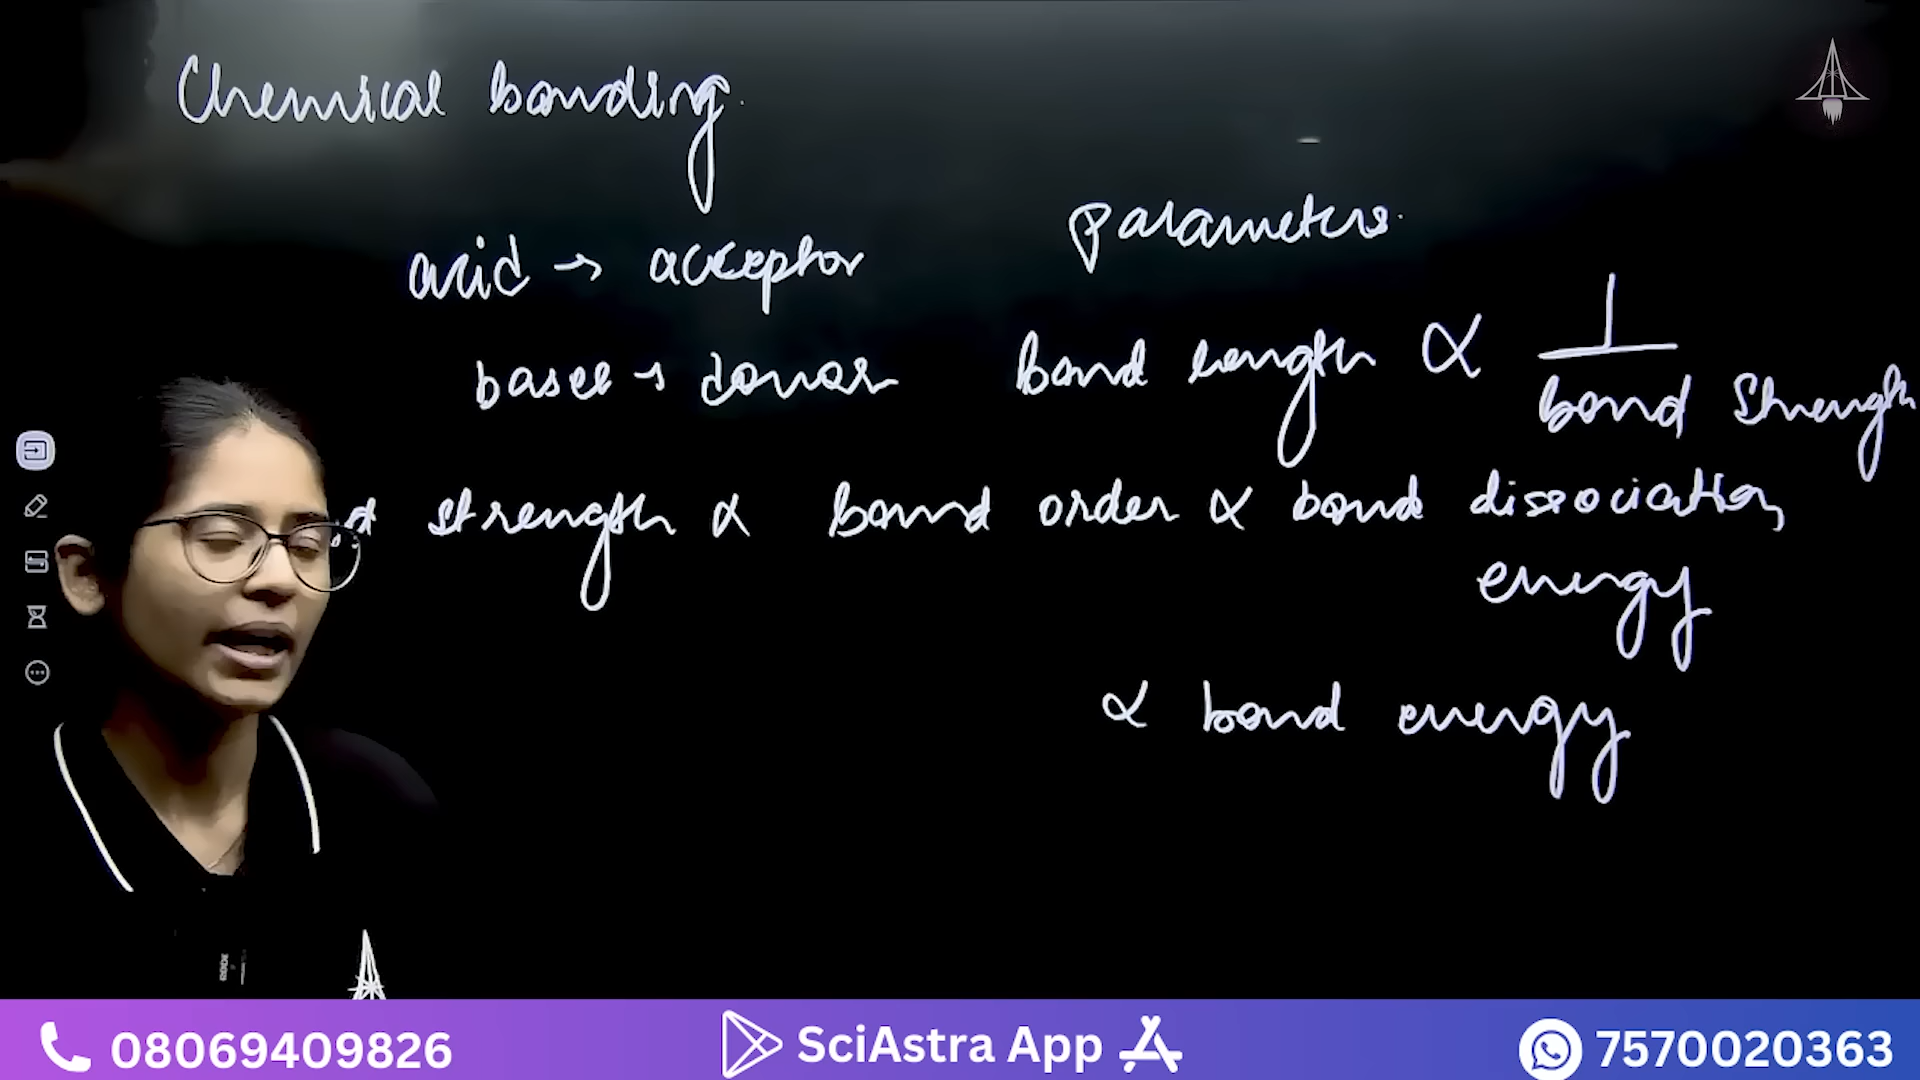 Chemical bonding
acid → acceptor
bases → donor
parameters
bond length ∝ 1 / bond strength
strength ∝ bond order ∝ bond dissociation
energy
∝ bond energy
08069409826
SciAstra App
7570020363